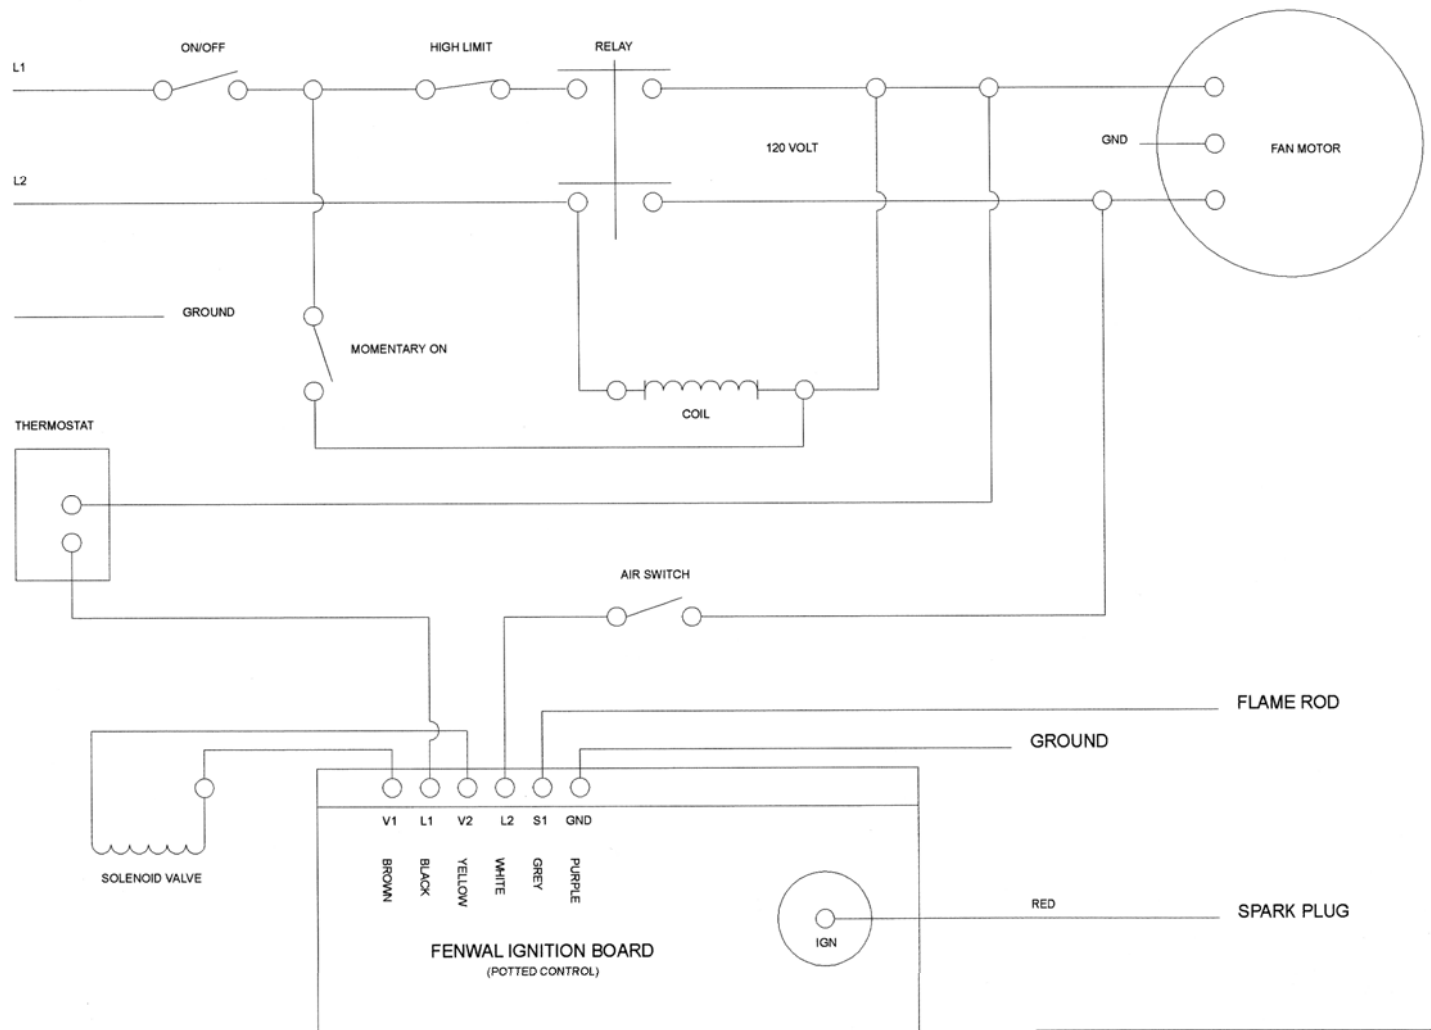 ON/OFF
HIGH LIMIT
RELAY
L1
120 VOLT
GND
FAN MOTOR
L2
GROUND
MOMENTARY ON
COIL
THERMOSTAT
AIR SWITCH
FLAME ROD
GROUND
V1
L1
V2
L2
S1
GND
BROWN
BLACK
YELLOW
WHITE
GREY
PURPLE
SOLENOID VALVE
RED
SPARK PLUG
IGN
FENWAL IGNITION BOARD
(POTTED CONTROL)